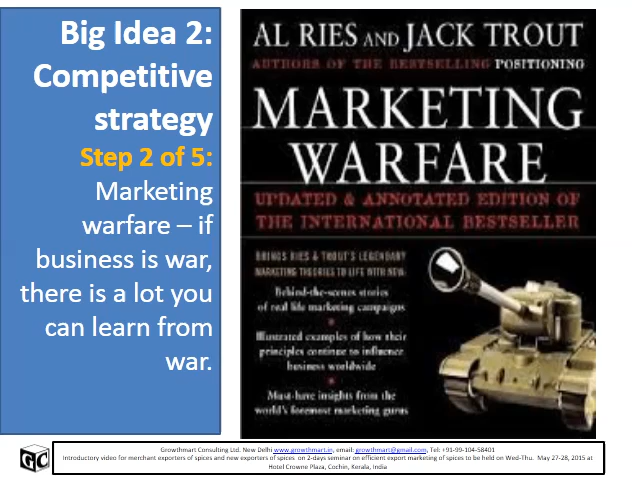 Big Idea 2:
Competitive
strategy
Step 2 of 5:
Marketing
warfare – if
business is war,
there is a lot you
can learn from
war.
AL RIES AND JACK TROUT
AUTHORS OF THE BESTSELLING POSITIONING
MARKETING
WARFARE
UPDATED & ANNOTATED EDITION OF
THE INTERNATIONAL BESTSELLER
BRINGS RIES & TROUT'S LEGENDARY
MARKETING THEORIES TO LIFE WITH NEW
Behind-the-scenes stories
of real life marketing campaigns
Illustrated examples of how their
principles continue to influence
business worldwide
Must-have insights from the
world's foremost marketing gurus
GC
Growthmart Consulting Ltd. New Delhi www.growthmart.in, email: growthmart@gmail.com, Tel: +91-99-104-58401
Introductory video for merchant exporters of spices and new exporters of spices on 2-days seminar on efficient export marketing of spices to be held on Wed-Thu. May 27-28, 2015 at
Hotel Crowne Plaza, Cochin, Kerala, India